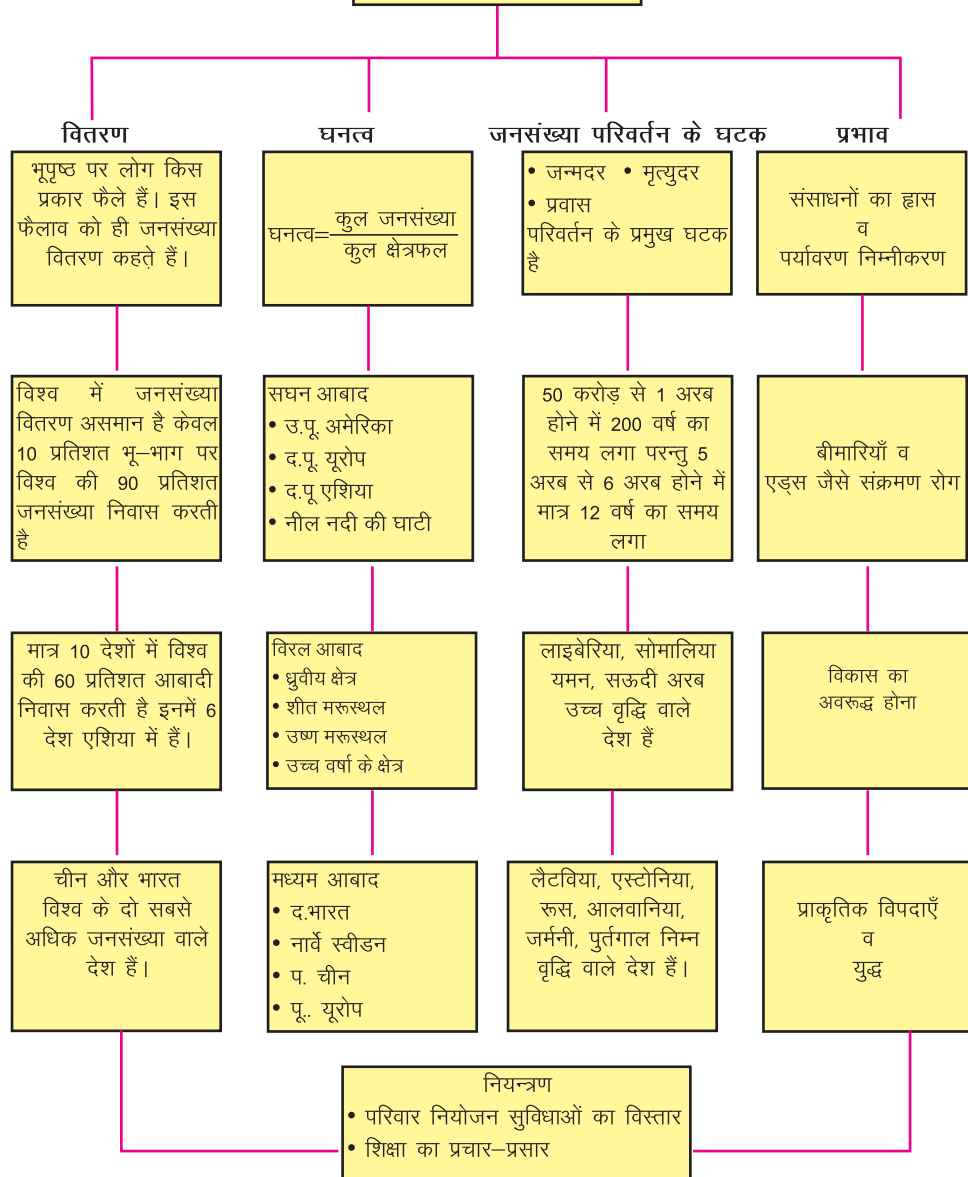 वितरण
भूपृष्ठ पर लोग किस
प्रकार फैले हैं। इस
फैलाव को ही जनसंख्या
वितरण कहते़ हैं।
विश्व में जनसंख्या
वितरण असमान है केवल
10 प्रतिशत भू–भाग पर
विश्व की 90 प्रतिशत
जनसंख्या निवास करती
है
मात्र 10 देशों में विश्व
की 60 प्रतिशत आबादी
निवास करती है इनमें 6
देश एशिया में हैं।
चीन और भारत
विश्व के दो सबसे
अधिक जनसंख्या वाले
देश हैं।
घनत्व
घनत्व=कुल जनसंख्या
कुल क्षेत्रफल
सघन आबाद
• उ.पू. अमेरिका
• द.पू. यूरोप
• द.पू एशिया
• नील नदी की घाटी
विरल आबाद
• ध्रुवीय क्षेत्र
• शीत मरूस्थल
• उष्ण मरूस्थल
• उच्च वर्षा के क्षेत्र
मध्यम आबाद
• द.भारत
• नार्वे स्वीडन
• प. चीन
• पू.. यूरोप
जनसंख्या परिवर्तन के घटक
• जन्मदर • मृत्युदर
• प्रवास
परिवर्तन के प्रमुख घटक
है
50 करोड़ से 1 अरब
होने में 200 वर्ष का
समय लगा परन्तु 5
अरब से 6 अरब होने में
मात्र 12 वर्ष का समय
लगा
लाइबेरिया, सोमालिया
यमन, सऊदी अरब
उच्च वृद्धि वाले
देश हैं
लैटविया, एस्टोनिया,
रूस, आलवानिया,
जर्मनी, पुर्तगाल निम्न
वृद्धि वाले देश हैं।
प्रभाव
संसाधनों का ह्रास
व
पर्यावरण निम्नीकरण
बीमारियाँ व
एड्स जैसे संक्रमण रोग
विकास का
अवरूद्ध होना
प्राकृतिक विपदाएँ
व
युद्ध
नियन्त्रण
• परिवार नियोजन सुविधाओं का विस्तार
• शिक्षा का प्रचार–प्रसार